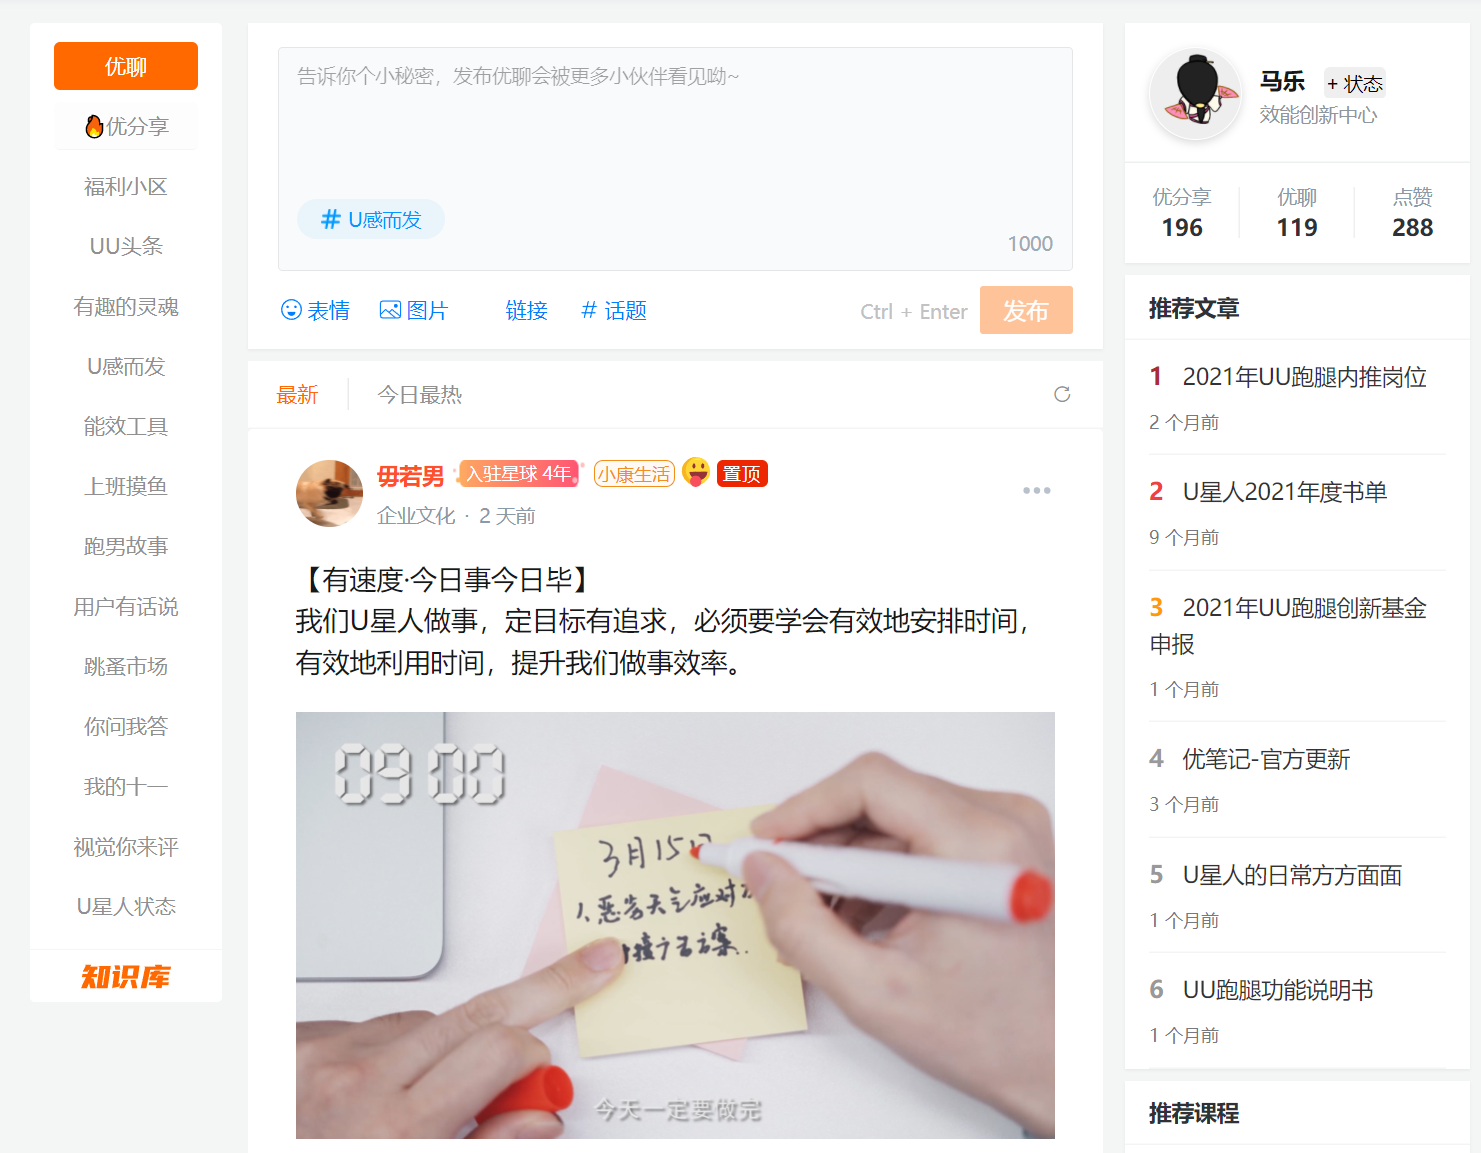 优聊
优分享
福利小区
UU头条
有趣的灵魂
U感而发
能效工具
上班摸鱼
跑男故事
用户有话说
跳蚤市场
你问我答
我的十一
视觉你来评
U星人状态
知识库
告诉你个小秘密，发布优聊会被更多小伙伴看见呦~
# U感而发
1000
表情 图片 链接 # 话题 Ctrl + Enter 发布
最新 今日最热
毋若男 入驻星球 4年 小康生活 置顶
企业文化 · 2 天前
【有速度·今日事今日毕】
我们U星人做事，定目标有追求，必须要学会有效地安排时间，
有效地利用时间，提升我们做事效率。
09 00
3月15日
1、恶劣天气应对方
案..
今天一定要做完
马乐 + 状态
效能创新中心
优分享 优聊 点赞
196 119 288
推荐文章
1 2021年UU跑腿内推岗位
2 个月前
2 U星人2021年度书单
9 个月前
3 2021年UU跑腿创新基金
申报
1 个月前
4 优笔记-官方更新
3 个月前
5 U星人的日常方方面面
1 个月前
6 UU跑腿功能说明书
1 个月前
推荐课程